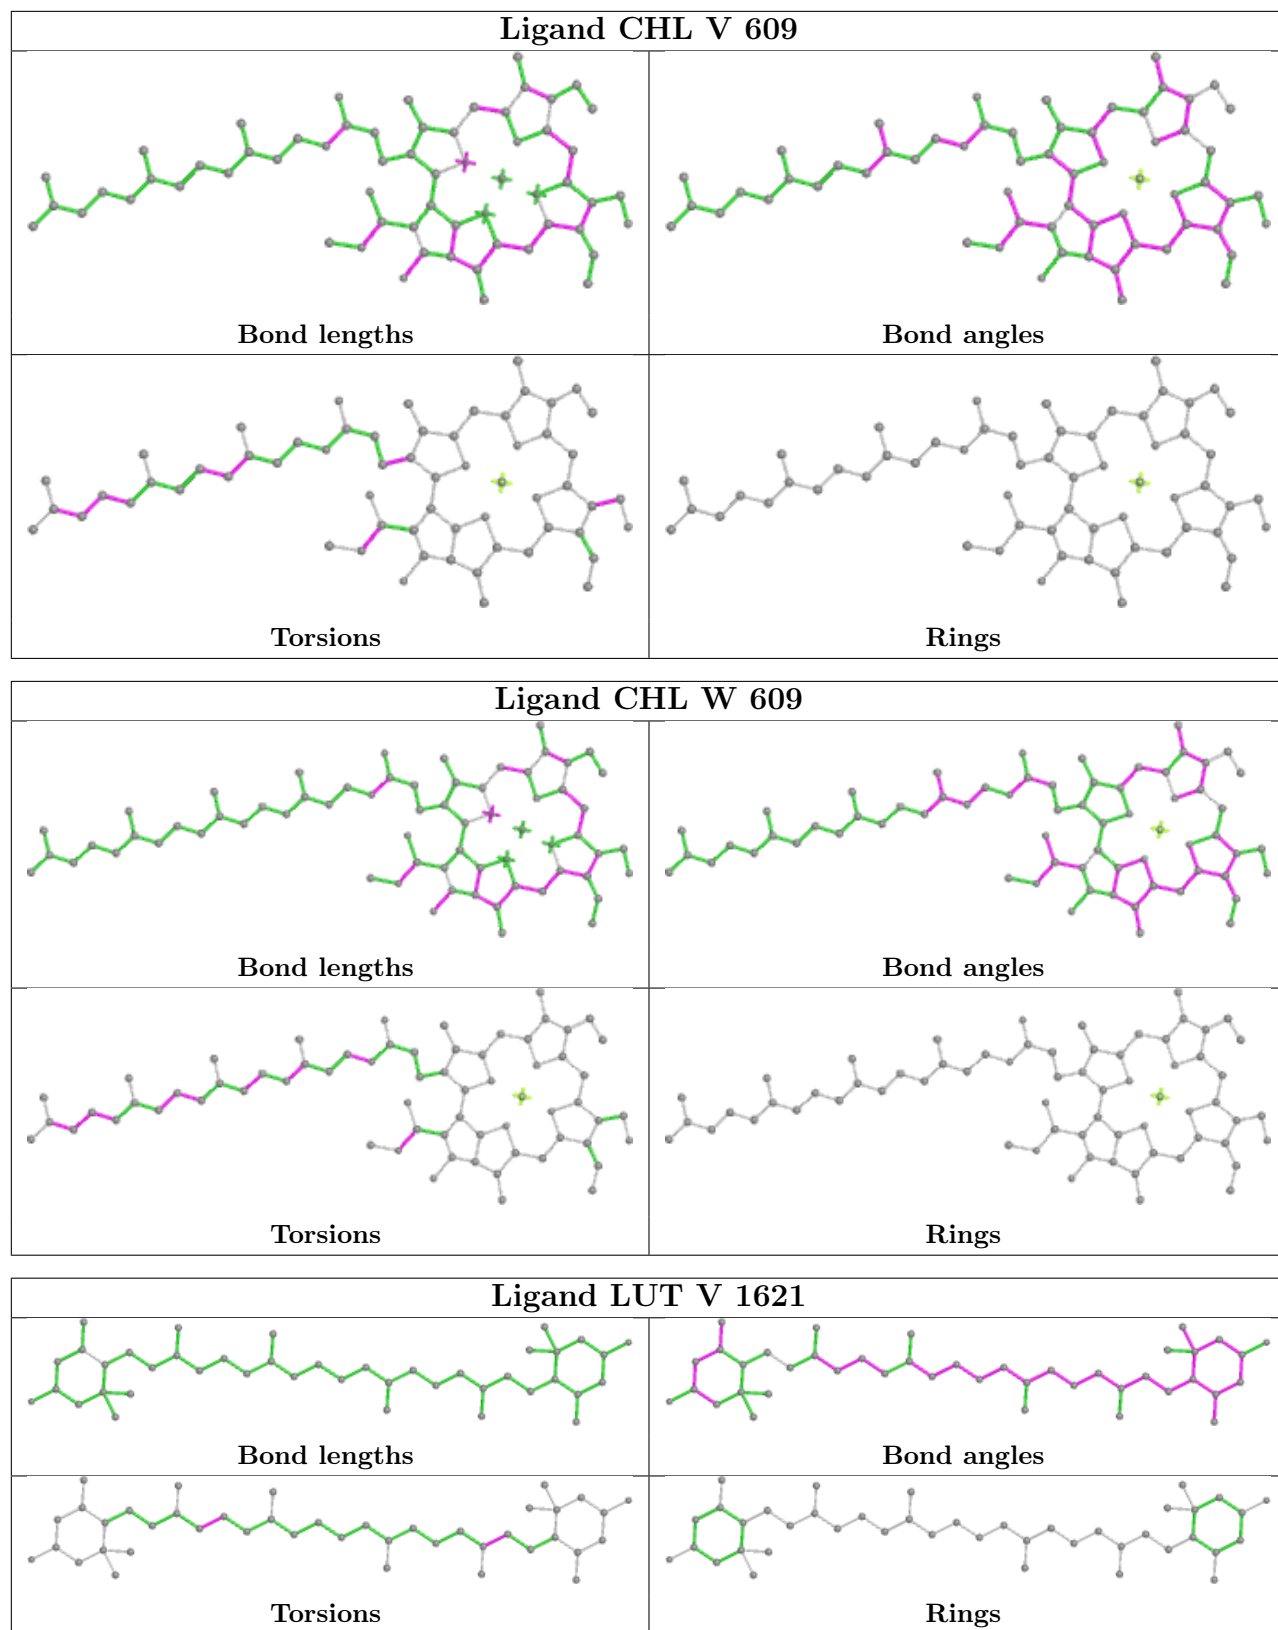 Ligand CHL V 609
Bond lengths
Bond angles
Torsions
Rings
Ligand CHL W 609
Bond lengths
Bond angles
Torsions
Rings
Ligand LUT V 1621
Bond lengths
Bond angles
Torsions
Rings